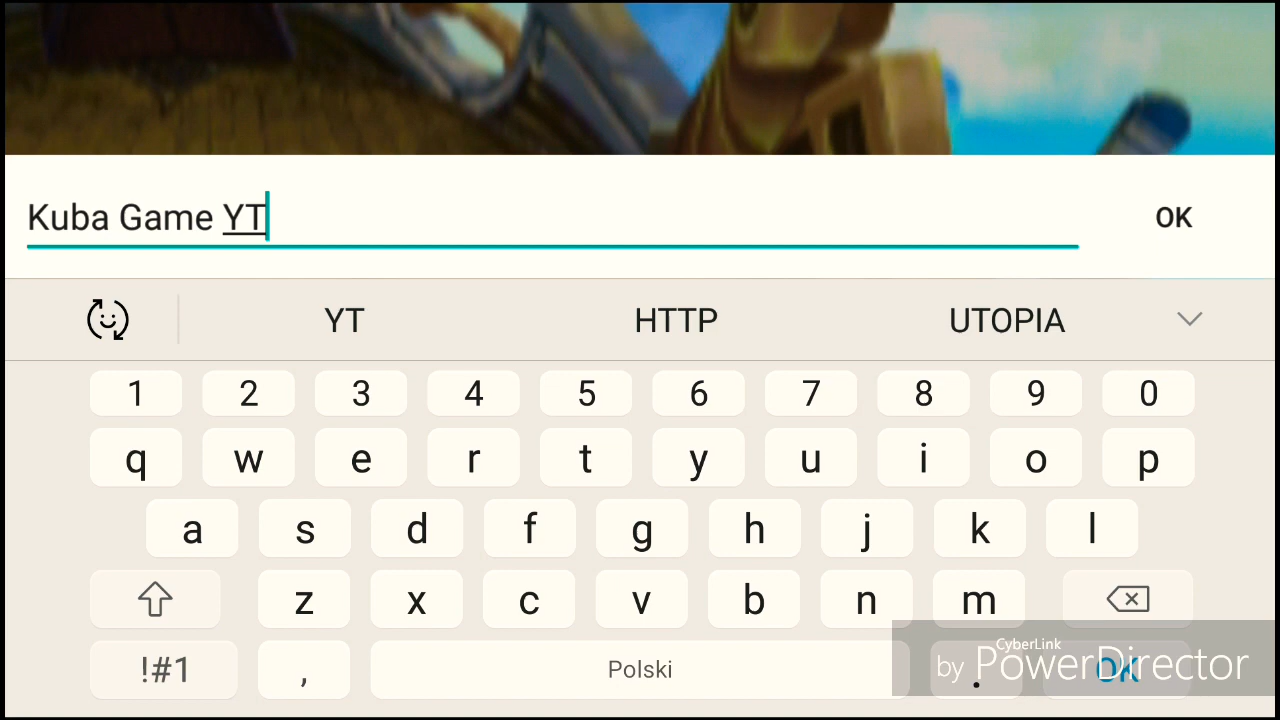 Kuba Game YT
OK
YT HTTP UTOPIA
1 2 3 4 5 6 7 8 9 0
q w e r t y u i o p
a s d f g h j k l
z x c v b n m
!#1 , Polski . OK
CyberLink
by PowerDirector